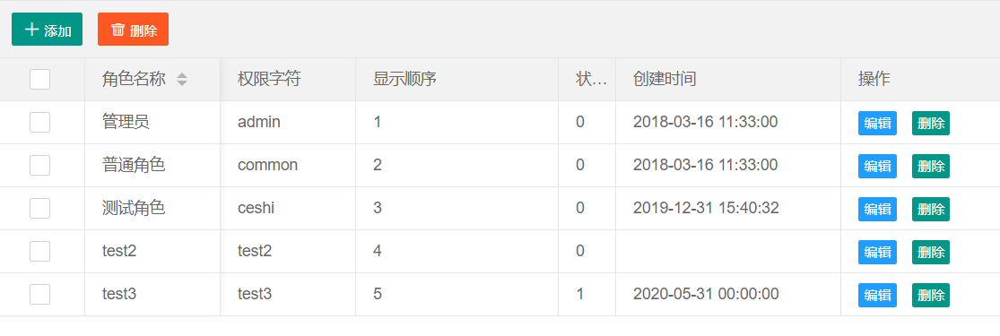 添加 删除
角色名称 权限字符 显示顺序 状... 创建时间 操作
管理员 admin 1 0 2018-03-16 11:33:00 编辑 删除
普通角色 common 2 0 2018-03-16 11:33:00 编辑 删除
测试角色 ceshi 3 0 2019-12-31 15:40:32 编辑 删除
test2 test2 4 0 编辑 删除
test3 test3 5 1 2020-05-31 00:00:00 编辑 删除